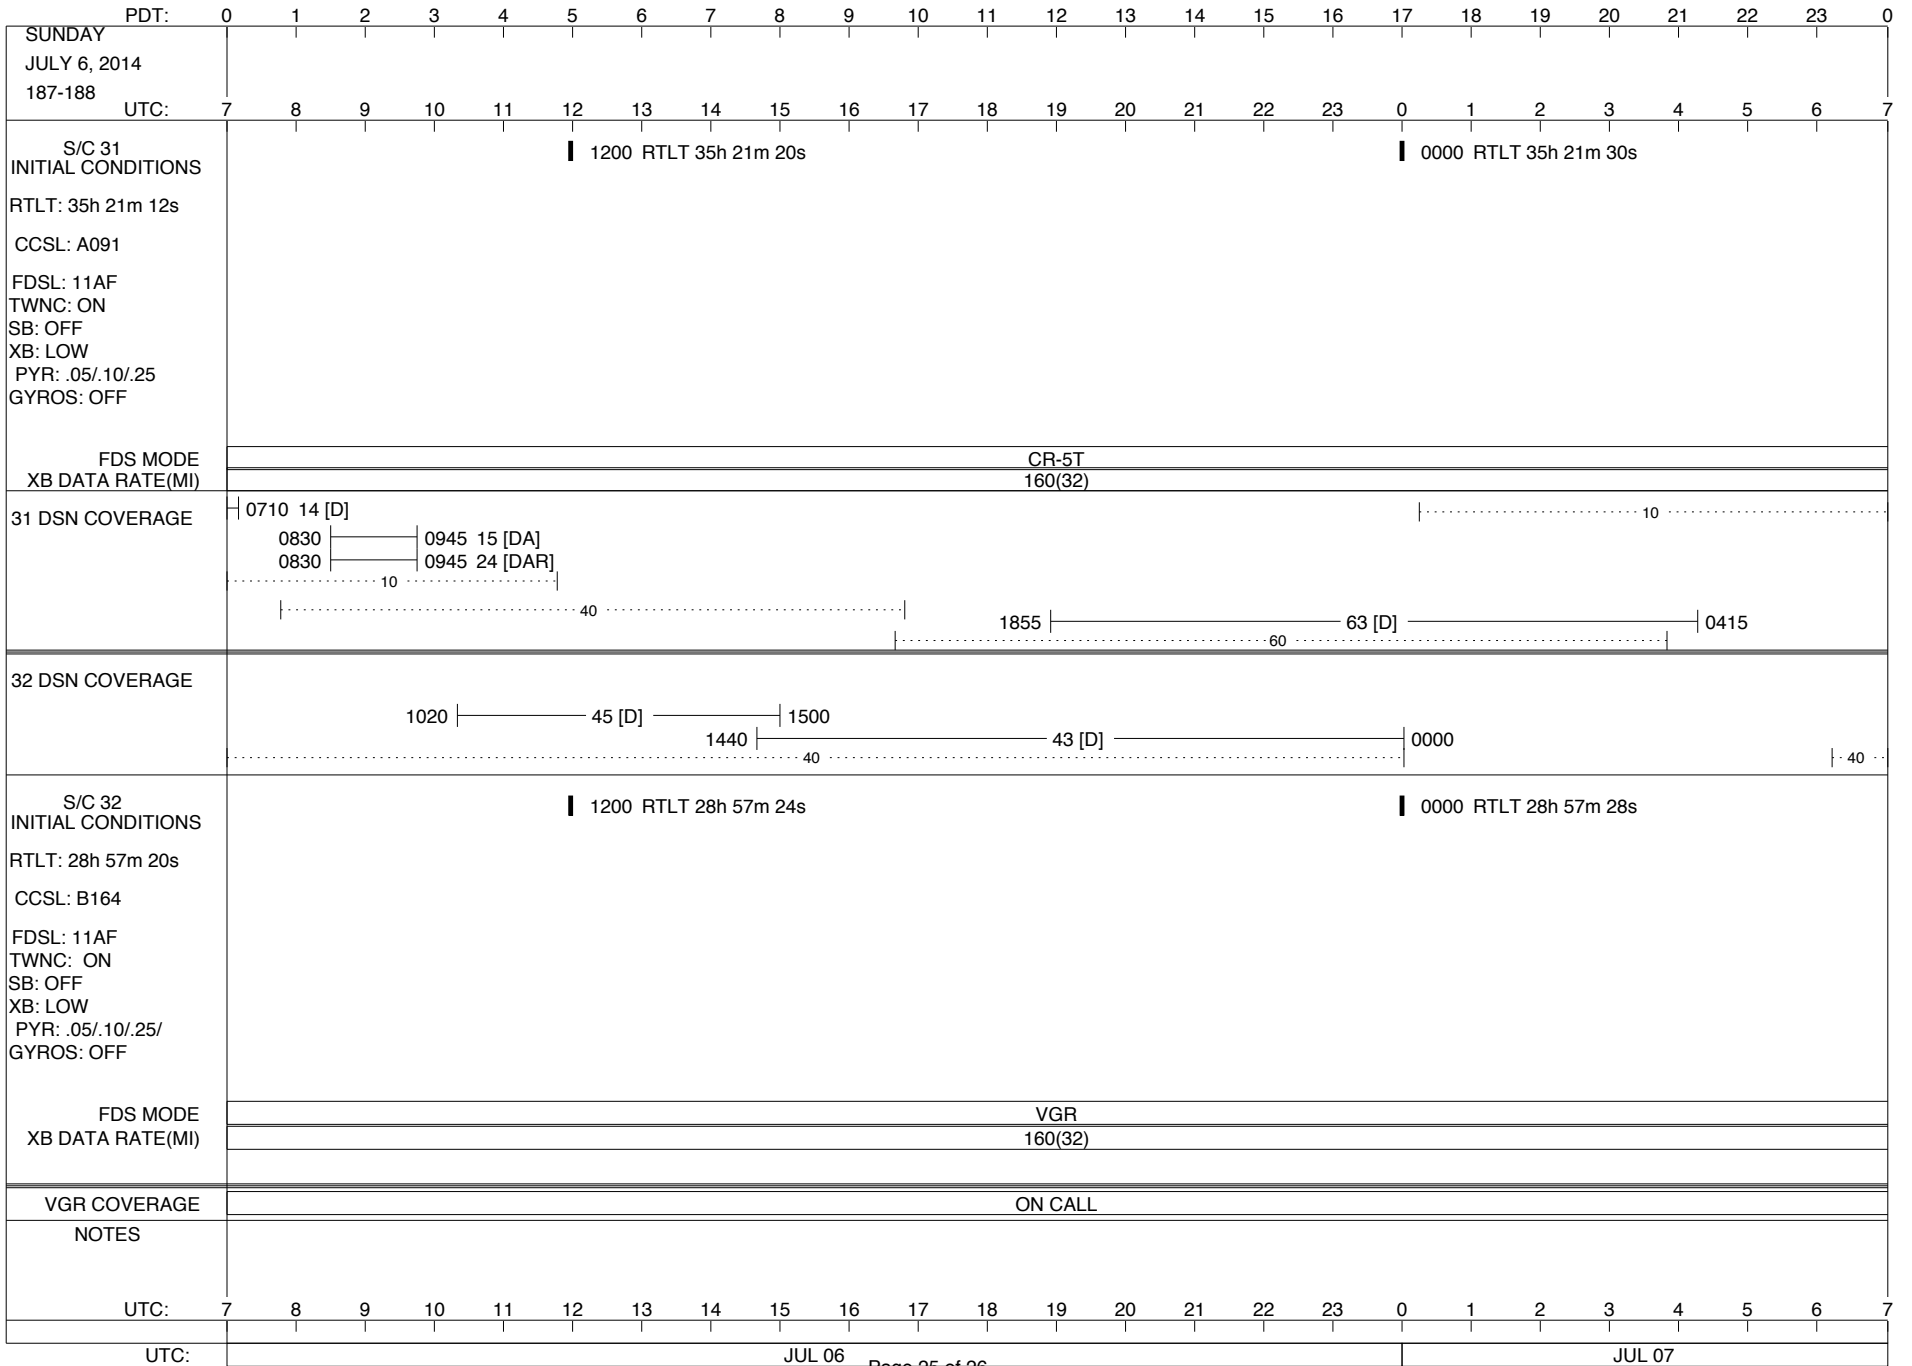 PDT: 0 1 2 3 4 5 6 7 8 9 10 11 12 13 14 15 16 17 18 19 20 21 22 23 0
SUNDAY
JULY 6, 2014
187-188
UTC: 7 8 9 10 11 12 13 14 15 16 17 18 19 20 21 22 23 0 1 2 3 4 5 6 7
S/C 31
INITIAL CONDITIONS
1200 RTLT 35h 21m 20s
0000 RTLT 35h 21m 30s
RTLT: 35h 21m 12s
CCSL: A091
FDSL: 11AF
TWNC: ON
SB: OFF
XB: LOW
PYR: .05/.10/.25
GYROS: OFF
FDS MODE CR-5T
XB DATA RATE(MI) 160(32)
31 DSN COVERAGE
0710 14 [D]
10
0830 0945 15 [DA]
0830 0945 24 [DAR]
10
40
1855 63 [D] 0415
60
32 DSN COVERAGE
1020 45 [D] 1500
1440 43 [D] 0000
40 40
S/C 32
INITIAL CONDITIONS
1200 RTLT 28h 57m 24s
0000 RTLT 28h 57m 28s
RTLT: 28h 57m 20s
CCSL: B164
FDSL: 11AF
TWNC: ON
SB: OFF
XB: LOW
PYR: .05/.10/.25/
GYROS: OFF
FDS MODE VGR
XB DATA RATE(MI) 160(32)
VGR COVERAGE ON CALL
NOTES
UTC: 7 8 9 10 11 12 13 14 15 16 17 18 19 20 21 22 23 0 1 2 3 4 5 6 7
UTC: JUL 06 JUL 07
Page 25 of 26